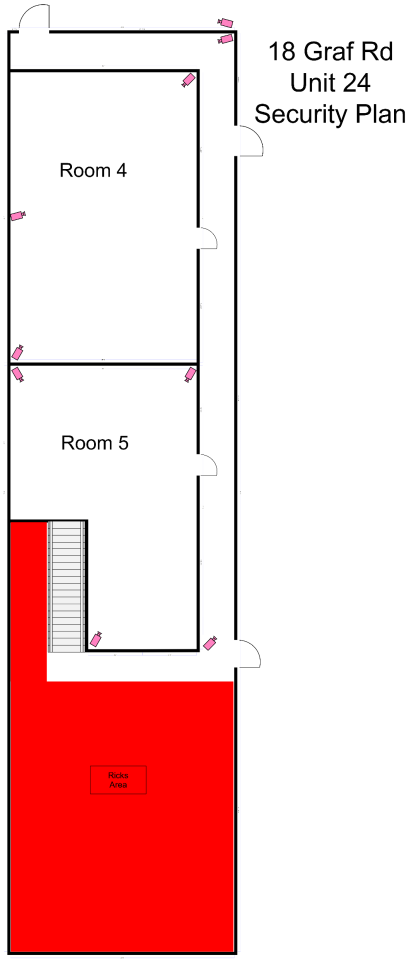 18 Graf Rd
Unit 24
Security Plan
Room 4
Room 5
Ricks
Area